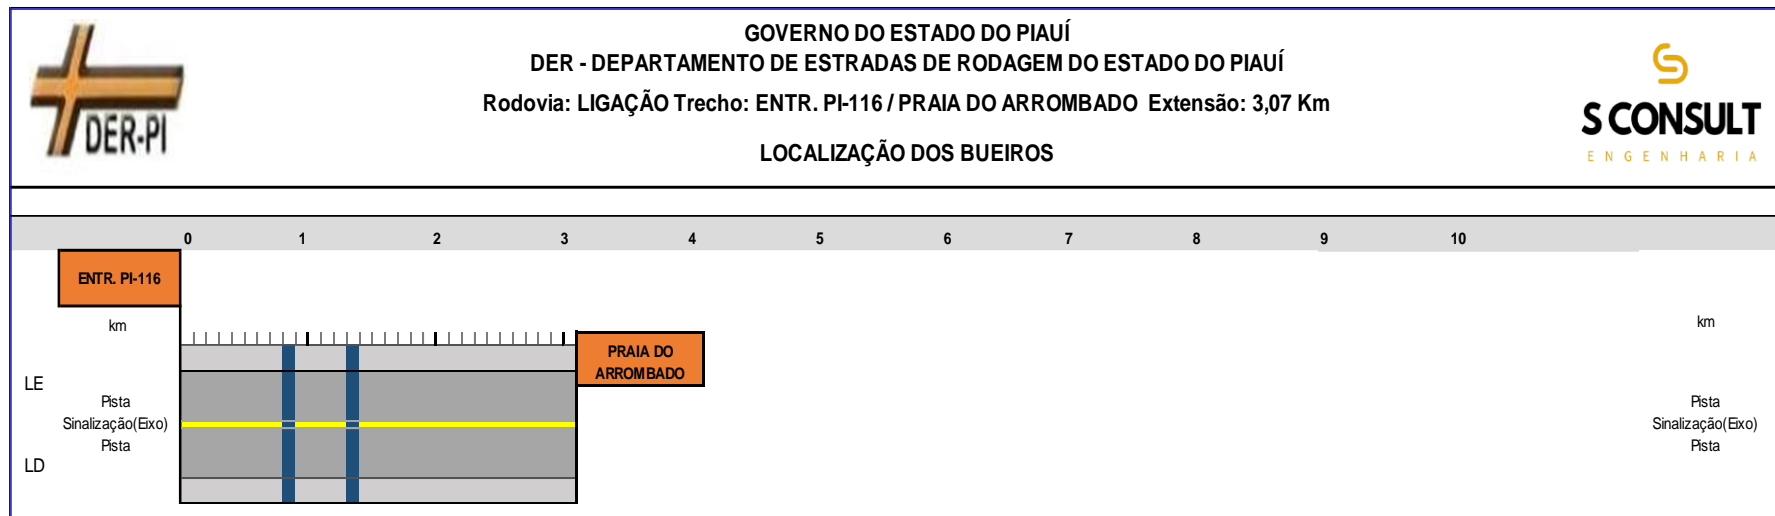 GOVERNO DO ESTADO DO PIAUÍ
DER - DEPARTAMENTO DE ESTRADAS DE RODAGEM DO ESTADO DO PIAUÍ
Rodovia: LIGAÇÃO Trecho: ENTR. PI-116 / PRAIA DO ARROMBADO Extensão: 3,07 Km
LOCALIZAÇÃO DOS BUEIROS
DER-PI
S CONSULT
ENGENHARIA
0 1 2 3 4 5 6 7 8 9 10
ENTR. PI-116
km
km
PRAIA DO
ARROMBADO
LE
Pista
Sinalização(Eixo)
Pista
LD
Pista
Sinalização(Eixo)
Pista